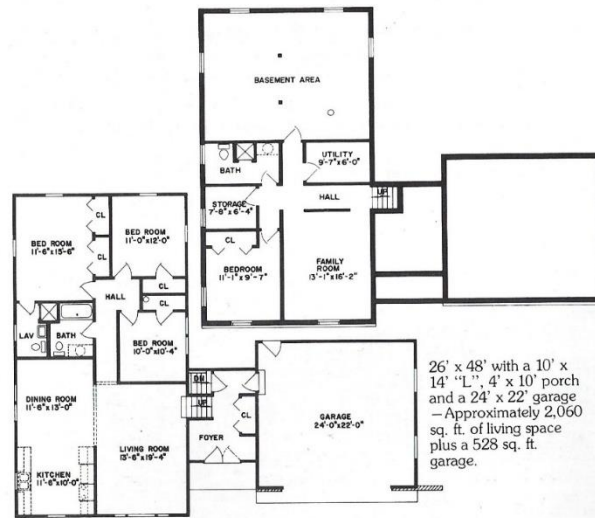 BASEMENT AREA
BATH
UTILITY
9'-7"x6'-0"
STORAGE
7'-8"x6'-4"
HALL
UP
CL
BEDROOM
11'-1"x9'-7"
FAMILY
ROOM
13'-1"x16'-2"
BED ROOM
11'-6"x15'-6"
CL
CL
BED ROOM
11'-0"x12'-0"
CL
CL
HALL
LAV
BATH
BED ROOM
10'-0"x10'-4"
DINING ROOM
11'-6"x13'-0"
KITCHEN
11'-6"x10'-0"
LIVING ROOM
13'-6"x19'-4"
DN
UP
CL
FOYER
GARAGE
24'-0"x22'-0"
26' x 48' with a 10' x
14' "L", 4' x 10' porch
and a 24' x 22' garage
—Approximately 2,060
sq. ft. of living space
plus a 528 sq. ft.
garage.